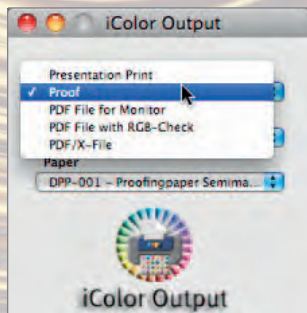 iColor Output
Presentation Print
✓ Proof
PDF File for Monitor
PDF File with RGB-Check
PDF/X-File
Paper
DPP-001 – Proofingpaper Semima...
iColor Output